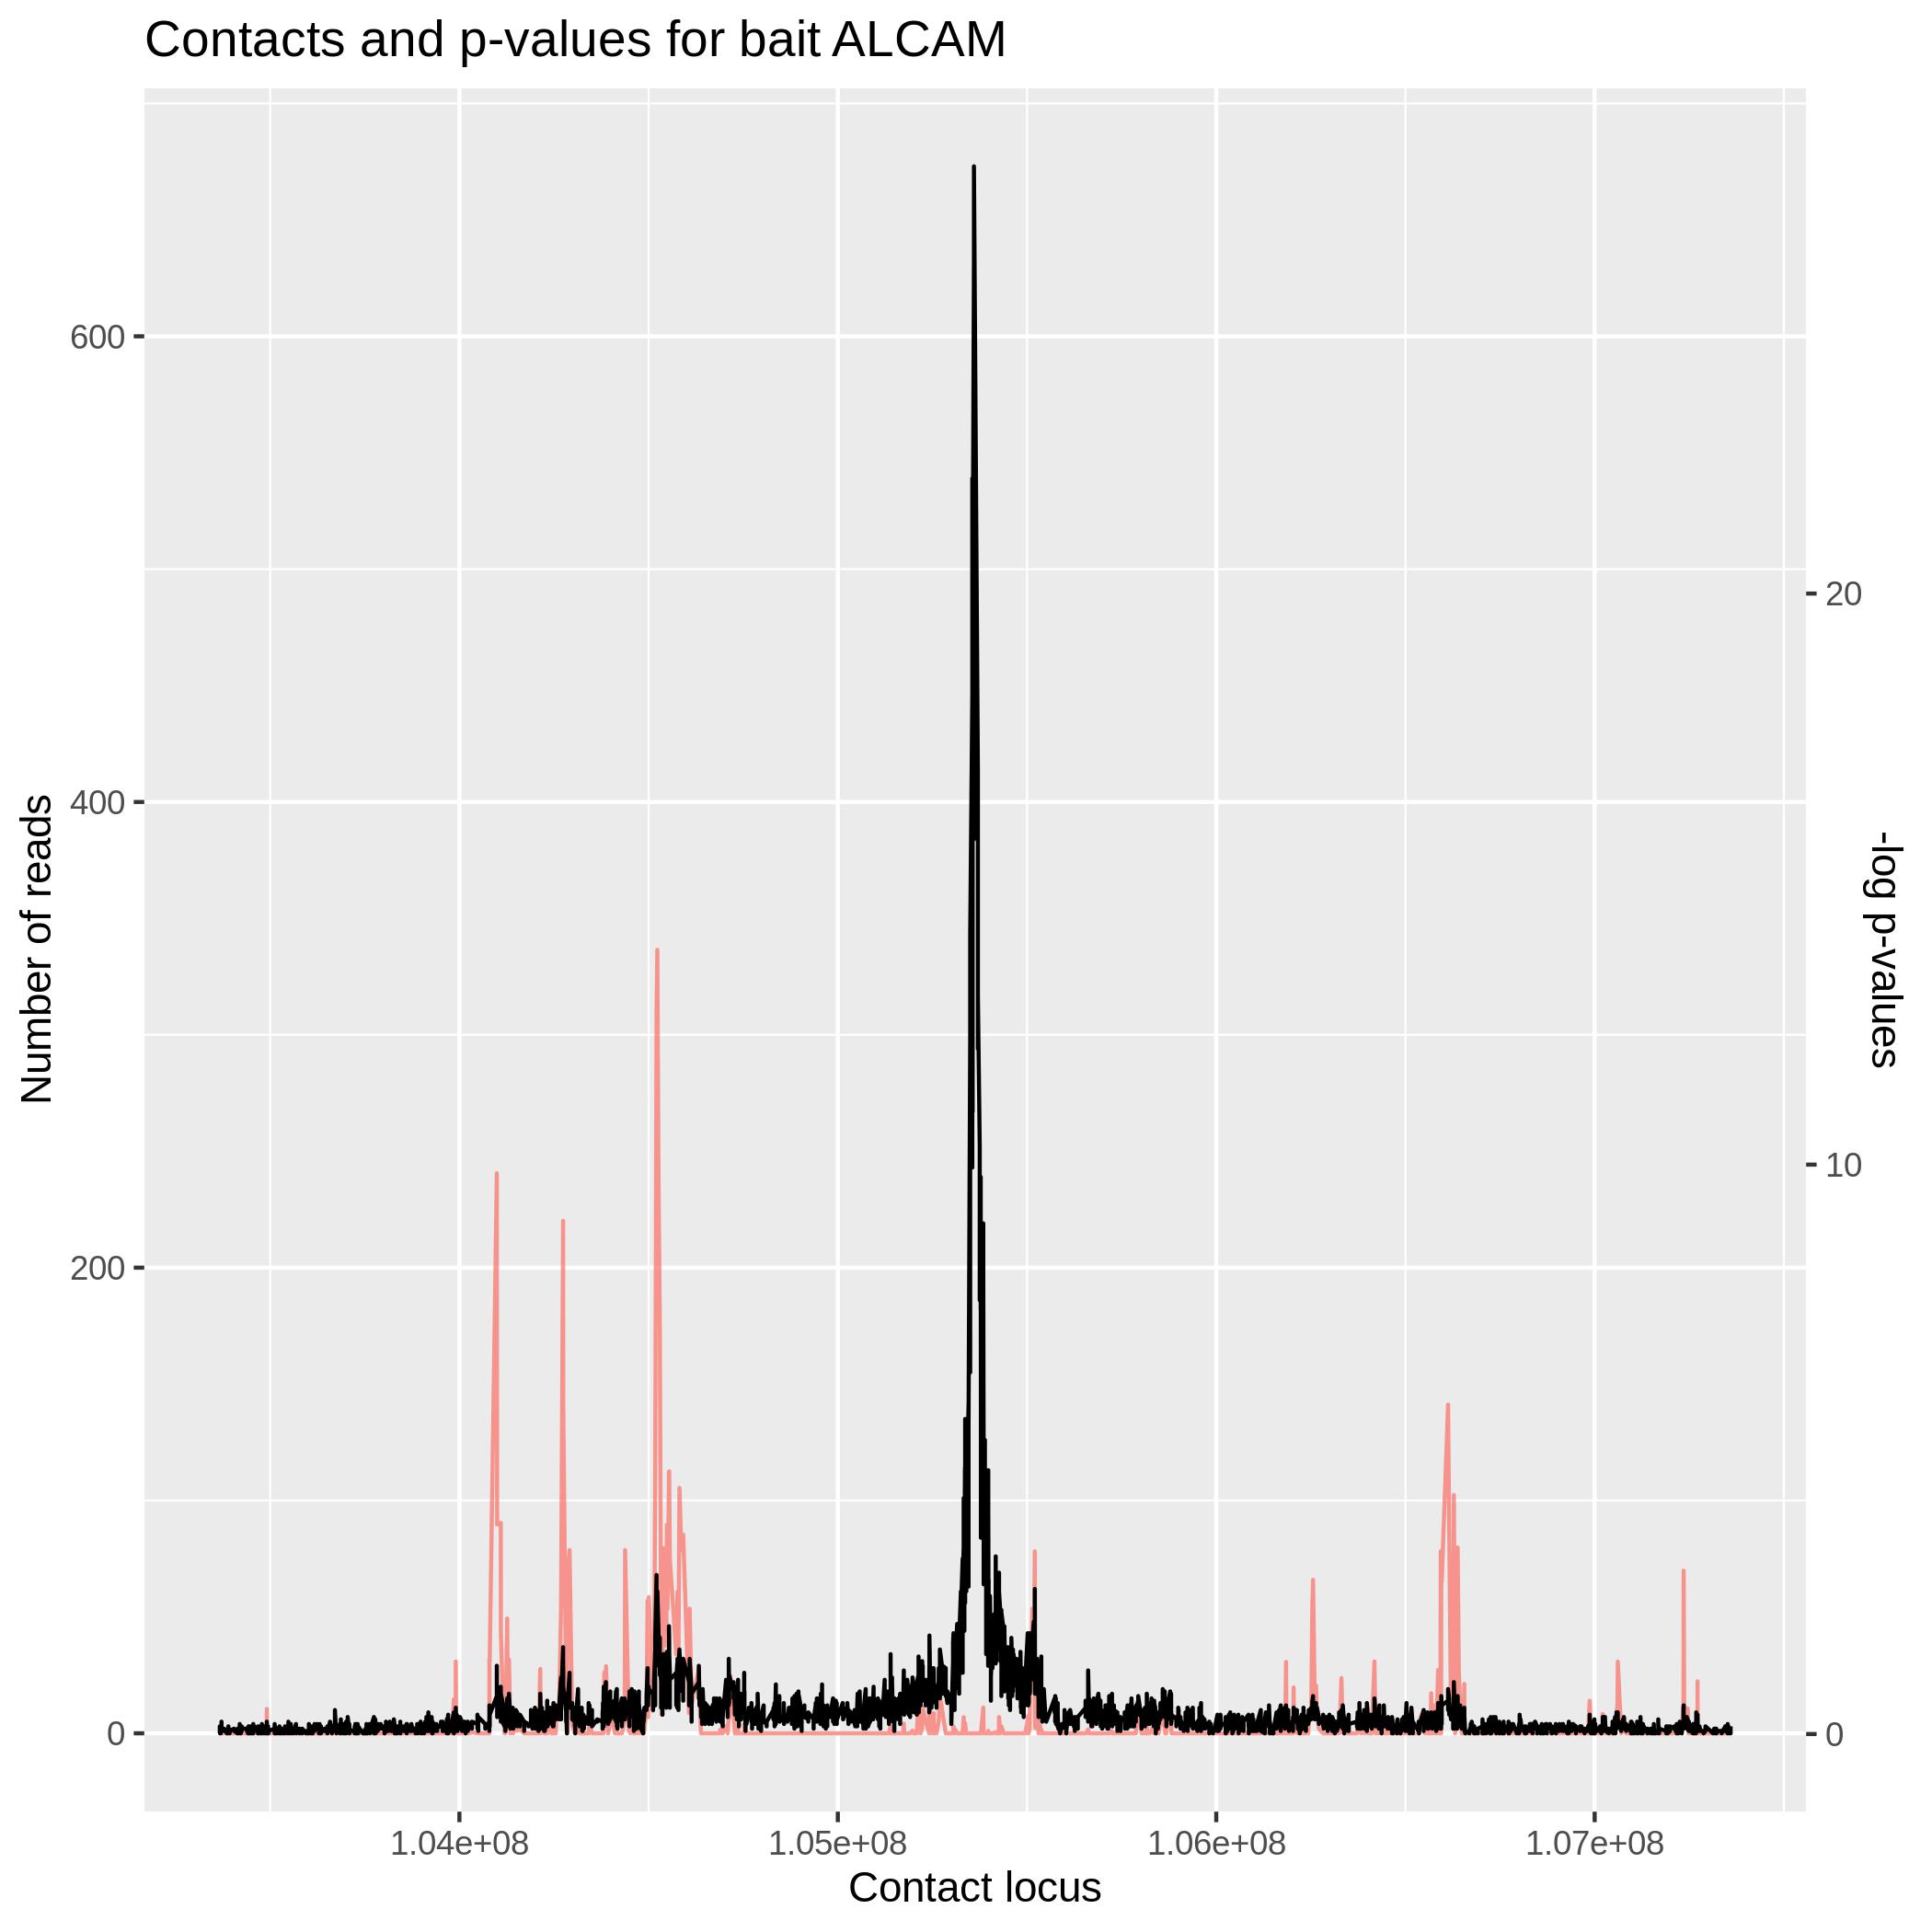 Contacts and p-values for bait ALCAM
Number of reads
600
400
200
0
20
10
0
-log p-values
1.04e+08
1.05e+08
1.06e+08
1.07e+08
Contact locus